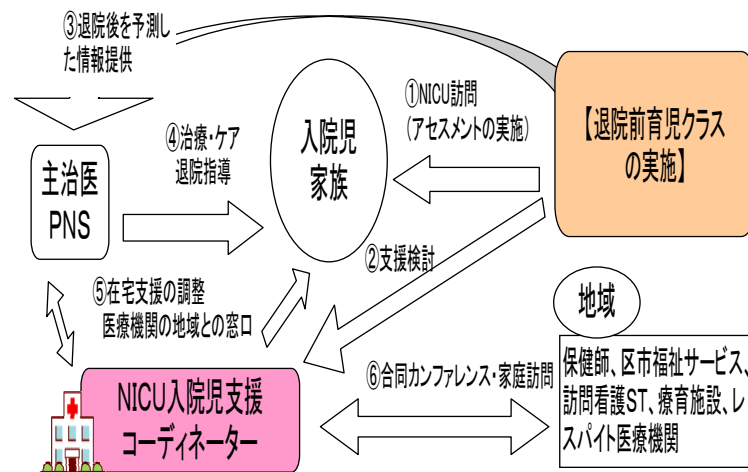 ③退院後を予測し
た情報提供
①NICU訪問
(アセスメントの実施)
【退院前育児クラス
の実施】
入院児
家族
④治療・ケア
退院指導
主治医
PNS
②支援検討
⑤在宅支援の調整
医療機関の地域との窓口
地域
保健師、区市福祉サービス、
訪問看護ST、療育施設、レ
スパイト医療機関
⑥合同カンファレンス・家庭訪問
NICU入院児支援
コーディネーター